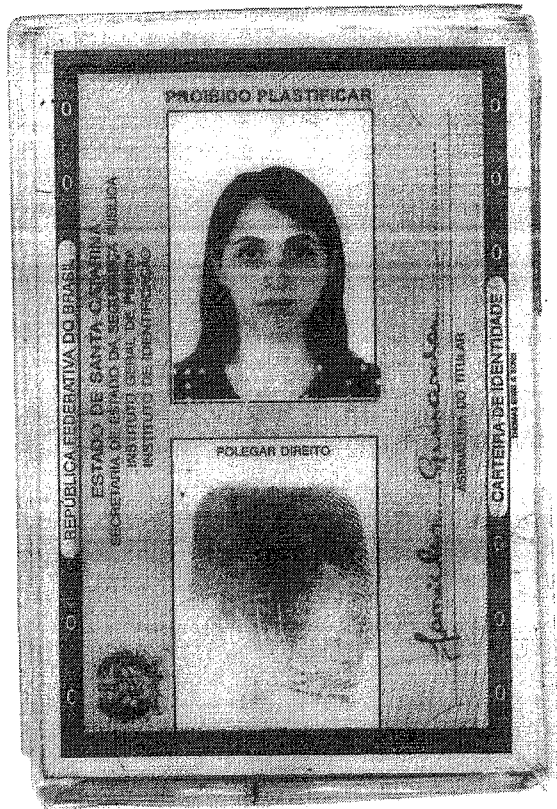 PROIBIDO PLASTIFICAR
REPÚBLICA FEDERATIVA DO BRASIL
ESTADO DE SANTA CATARINA
SECRETARIA DE ESTADO DA SEGURANÇA PÚBLICA
INSTITUTO GERAL DE PERÍCIA
INSTITUTO DE IDENTIFICAÇÃO
POLEGAR DIREITO
ASSINATURA DO TITULAR
CARTEIRA DE IDENTIDADE